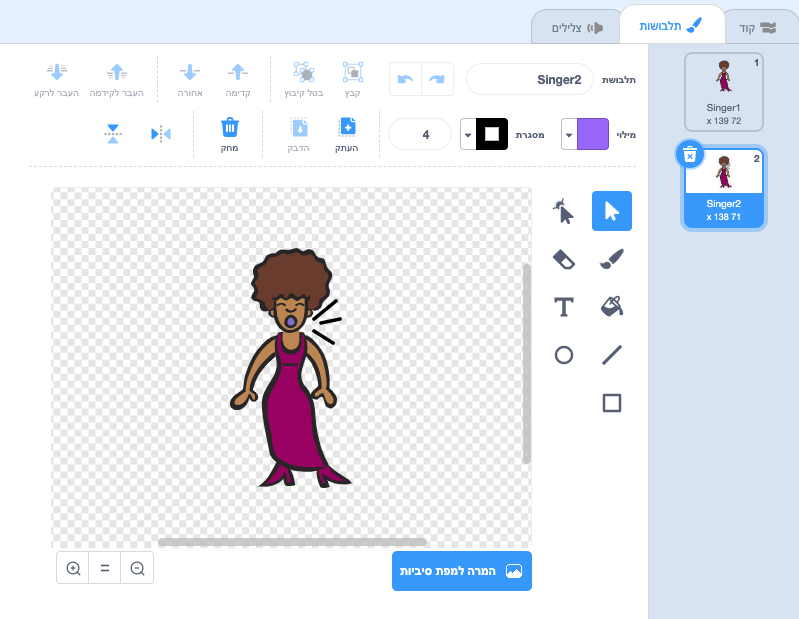 קוד
תלבושות
צלילים
תלבושת
Singer2
קבץ
בטל קיבוץ
קדימה
אחורה
העבר לקידמה
העבר לרקע
מילוי
מסגרת
4
העתק
הדבק
מחק
המרה למפת סיביות
1
Singer1
72 x 139
2
Singer2
71 x 138